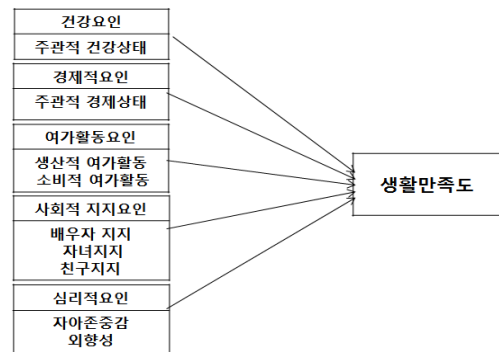 건강요인
주관적 건강상태
경제적요인
주관적 경제상태
여가활동요인
생산적 여가활동
소비적 여가활동
사회적 지지요인
배우자 지지
자녀지지
친구지지
심리적요인
자아존중감
외향성
생활만족도